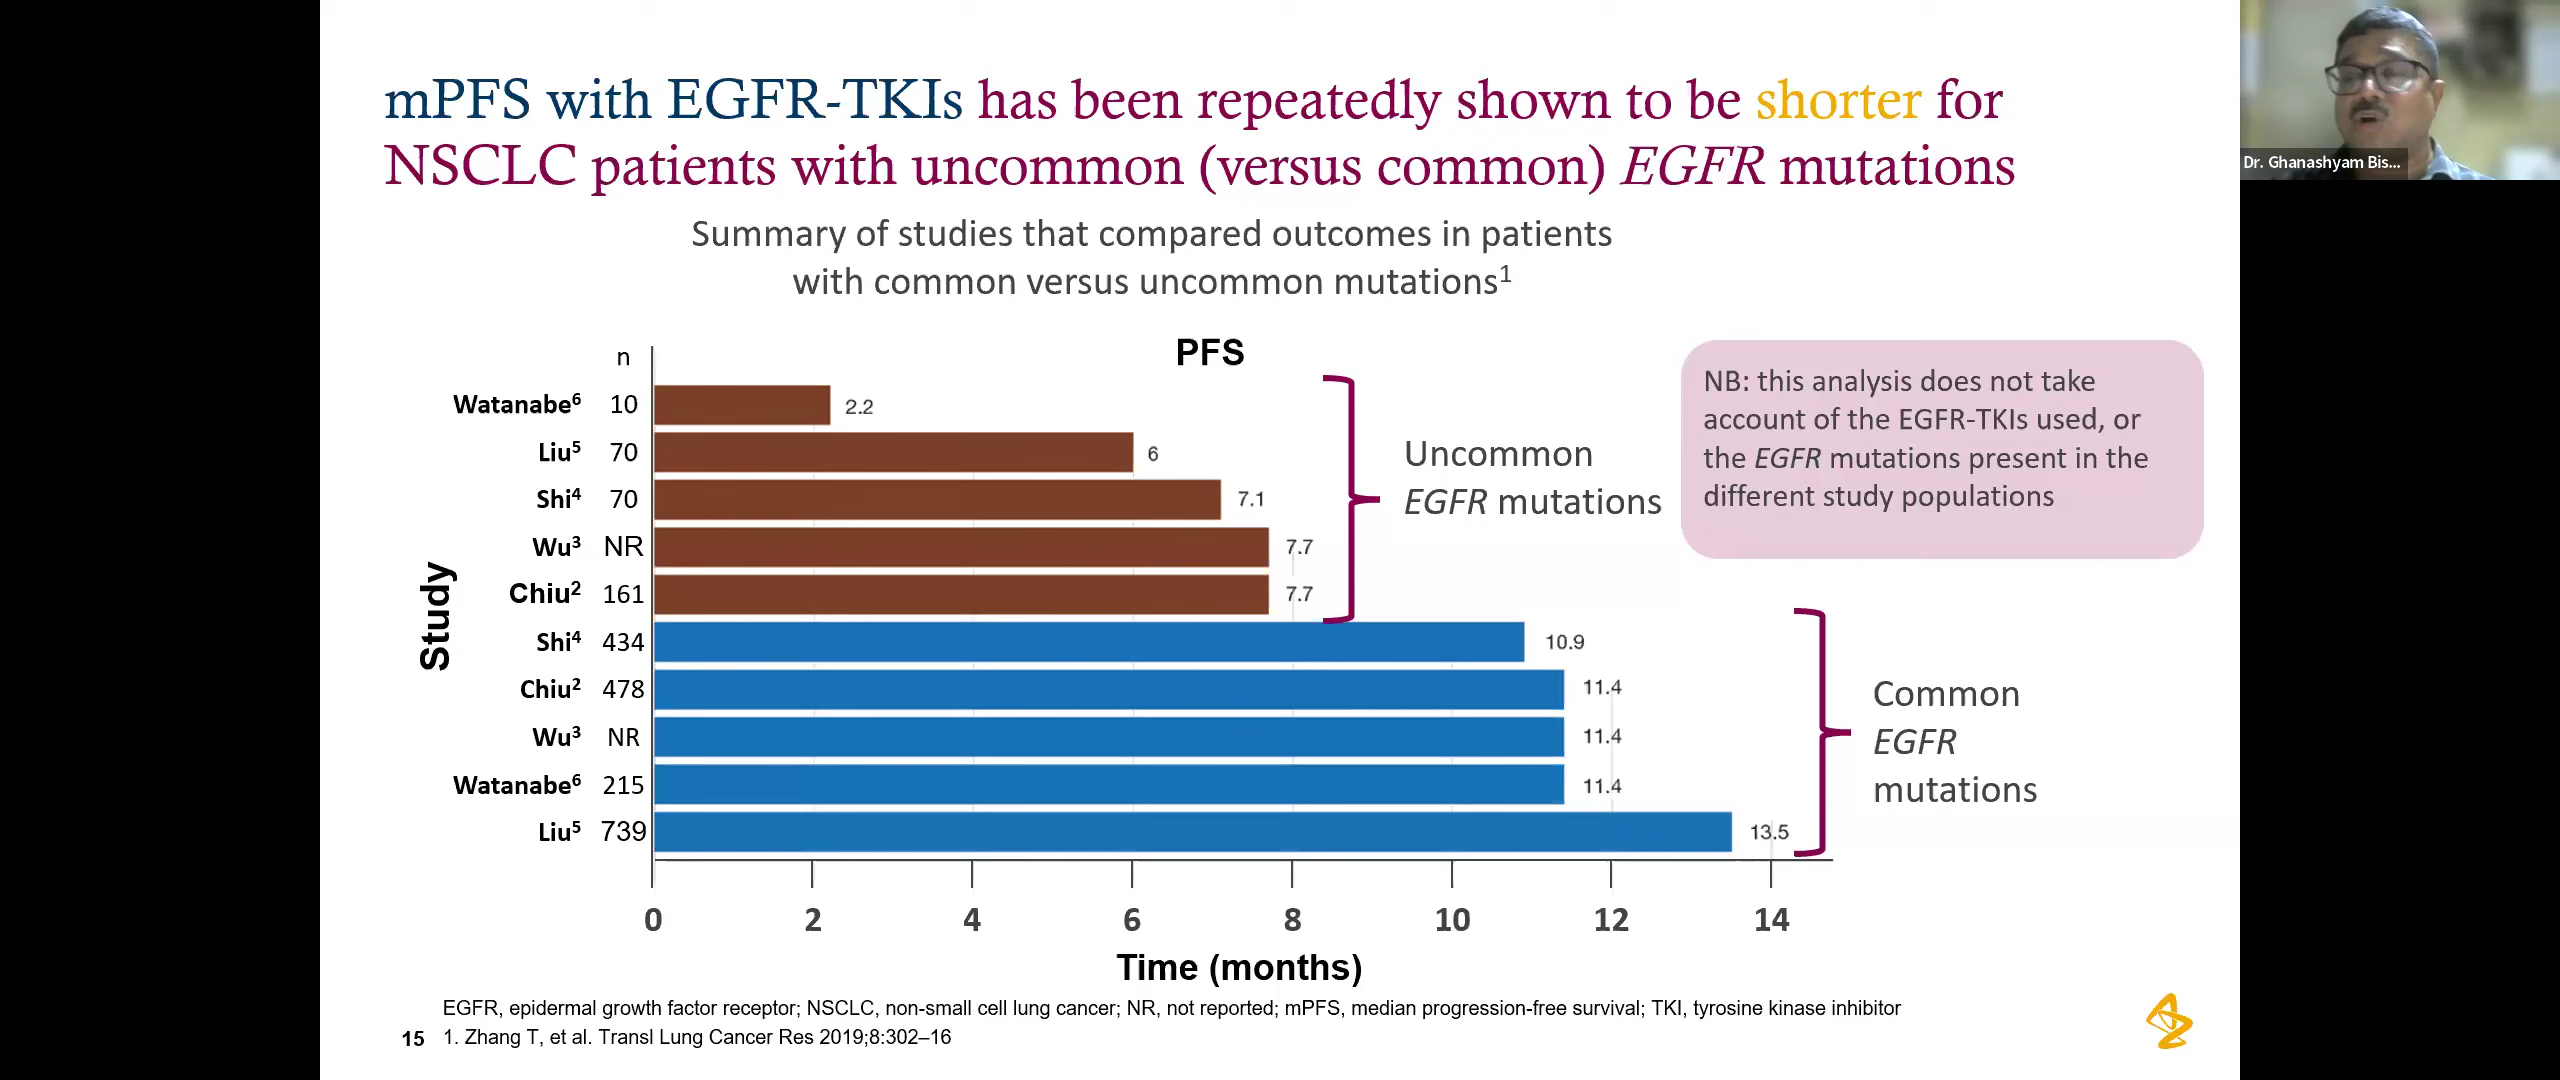 mPFS with EGFR-TKIs has been repeatedly shown to be shorter for
NSCLC patients with uncommon (versus common) EGFR mutations
Dr. Ghanashyam Bis...
Summary of studies that compared outcomes in patients
with common versus uncommon mutations¹
PFS
n
Watanabe⁶ 10 2.2
Liu⁵ 70 6
Shi⁴ 70 7.1
Wu³ NR 7.7
Chiu² 161 7.7
Shi⁴ 434 10.9
Chiu² 478 11.4
Wu³ NR 11.4
Watanabe⁶ 215 11.4
Liu⁵ 739 13.5
Study
Uncommon
EGFR mutations
Common
EGFR
mutations
NB: this analysis does not take
account of the EGFR-TKIs used, or
the EGFR mutations present in the
different study populations
0 2 4 6 8 10 12 14
Time (months)
EGFR, epidermal growth factor receptor; NSCLC, non-small cell lung cancer; NR, not reported; mPFS, median progression-free survival; TKI, tyrosine kinase inhibitor
15 1. Zhang T, et al. Transl Lung Cancer Res 2019;8:302–16